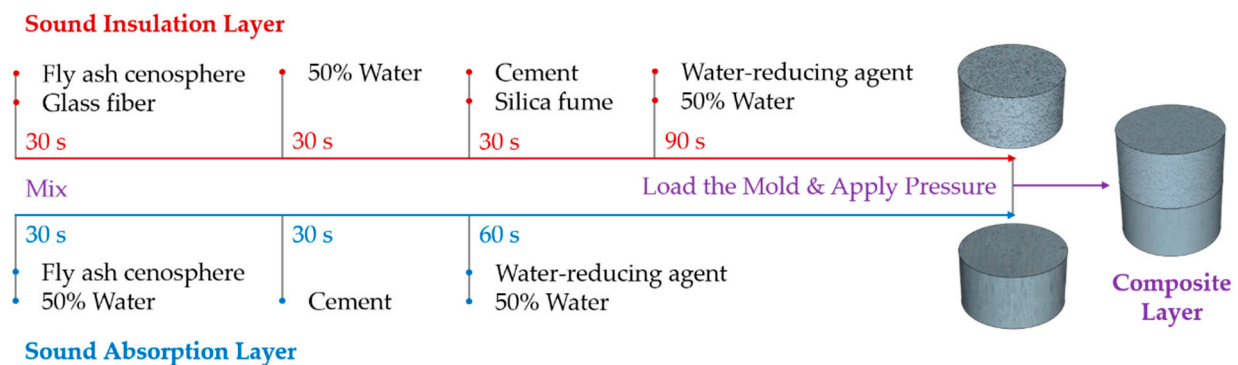 Sound Insulation Layer
Fly ash cenosphere
Glass fiber
30 s
50% Water
30 s
Cement
Silica fume
30 s
Water-reducing agent
50% Water
90 s
Mix
Load the Mold & Apply Pressure
30 s
Fly ash cenosphere
50% Water
30 s
Cement
60 s
Water-reducing agent
50% Water
Composite
Layer
Sound Absorption Layer